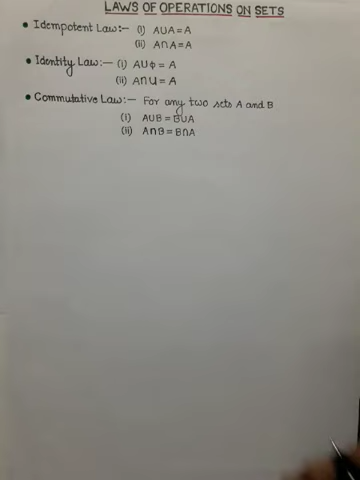 LAWS OF OPERATIONS ON SETS
• Idempotent Law:- (i) A∪A=A
(ii) A∩A=A
• Identity Law:- (i) A∪ϕ = A
(ii) A∩U = A
• Commutative Law:- For any two sets A and B
(i) A∪B = B∪A
(ii) A∩B = B∩A